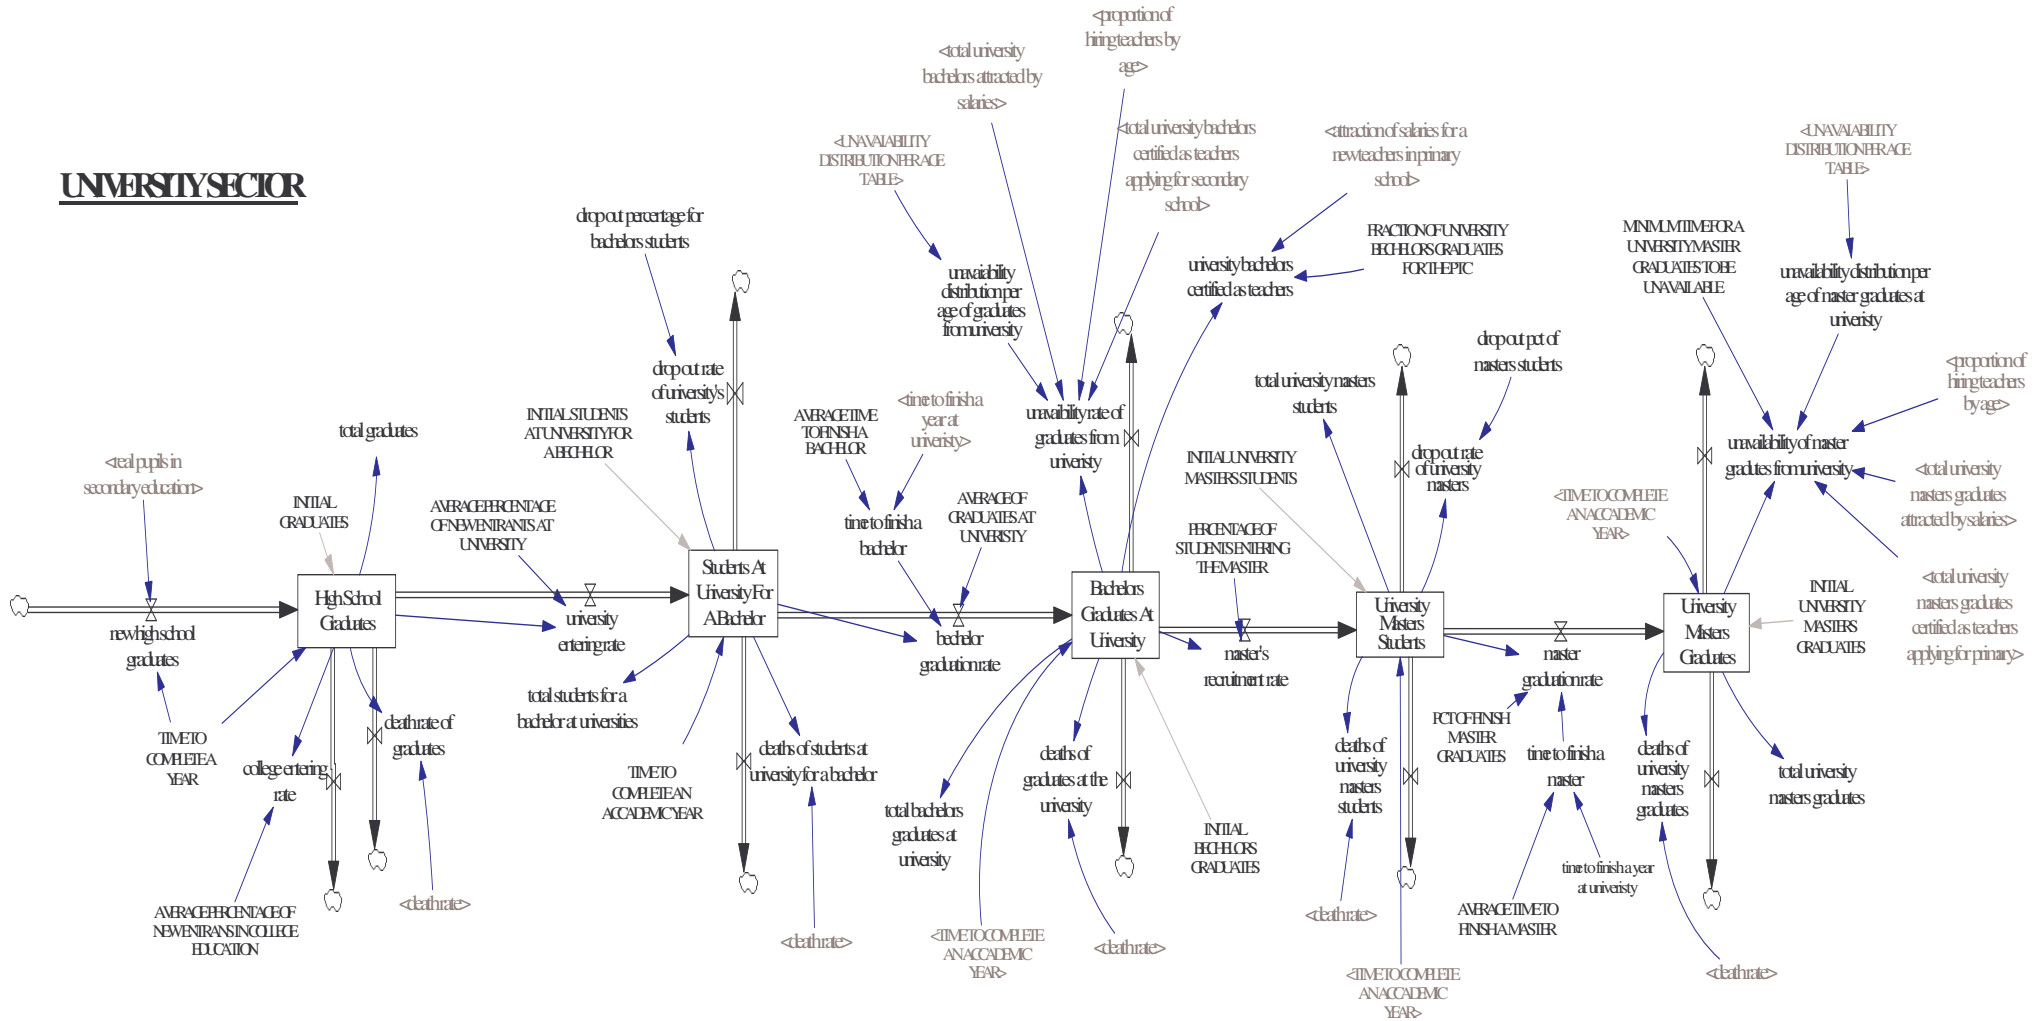 UNIVERSITY SECTOR
<proportion of
hiring teachers by
age>
<total university
bachelors attracted by
salaries>
<UNAVAIABILITY
DISTRIBUTION PER AGE
TABLE>
<total university bachelors
certified as teachers
applying for secondary
school>
<attraction of salaries for a
new teachers in primary
school>
<UNAVAIABILITY
DISTRIBUTION PER AGE
TABLE>
drop out percentage for
bachelors students
unavaiability
distribution per
age of graduates
from university
university bachelors
certified as teachers
FRACTION OF UNIVERSITY
BECHELORS GRADUATES
FOR THE PTC
MINIMUM TIME FOR A
UNIVERSITY MASTER
GRADUATES TO BE
UNAVAILABLE
unavailability distribution per
age of master graduates at
univeristy
drop out rate
of university's
students
INITIAL STUDENTS
AT UNIVERSITY FOR
A BECHELOR
AVERAGE TIME
TO FINISH A
BACHELOR
<time to finish a
year at
univeristy>
unavaibility rate of
graduates from
univeristy
total university masters
students
drop out pct of
masters students
<proportion of
hiring teachers
by age>
total graduates
<real pupils in
secondary education>
INITIAL
GRADUATES
AVERAGE PERCENTAGE
OF NEW ENTRANTS AT
UNIVERSITY
time to finish a
bachelor
AVERAGE OF
GRADUATES AT
UNIVERISTY
INITIAL UNIVERSITY
MASTERS STUDENTS
drop out rate
of university
masters
unavailability of master
gradutes from university
<total university
masters graduates
attracted by salaries>
<TIME TO COMPLETE
AN ACCADEMIC
YEAR>
PERCENTAGE OF
STUDENTS ENTERING
THE MASTER
High School
Graduates
Students At
University For
A Bachelor
Bachelors
Graduates At
University
University
Masters
Students
University
Masters
Graduates
INITIAL
UNIVERSITY
MASTERS
GRADUATES
<total university
masters graduates
certified as teachers
applying for primary>
new high school
graduates
university
entering rate
bechelor
graduation rate
master's
recruitment rate
master
graduation rate
TIME TO
COMPLETE A
YEAR
college entering
rate
death rate of
graduates
total students for a
bachelor at universities
TIME TO
COMPLETE AN
ACCADEMIC YEAR
deaths of students at
university for a bachelor
total bachelors
graduates at
university
deaths of
graduates at the
university
INITIAL
BECHELORS
GRADUATES
deaths of
university
masters
students
PCT OF FINISH
MASTER
GRADUATES
time to finish a
master
deaths of
university
masters
graduates
total university
masters graduates
AVERAGE PERCENTAGE OF
NEW ENTRANS IN COLLEGE
EDUCATION
<death rate>
<death rate>
<TIME TO COMPLETE
AN ACCADEMIC
YEAR>
<death rate>
<death rate>
AVERAGE TIME TO
FINISH A MASTER
time to finish a year
at univeristy
<TIME TO COMPLETE
AN ACCADEMIC
YEAR>
<death rate>